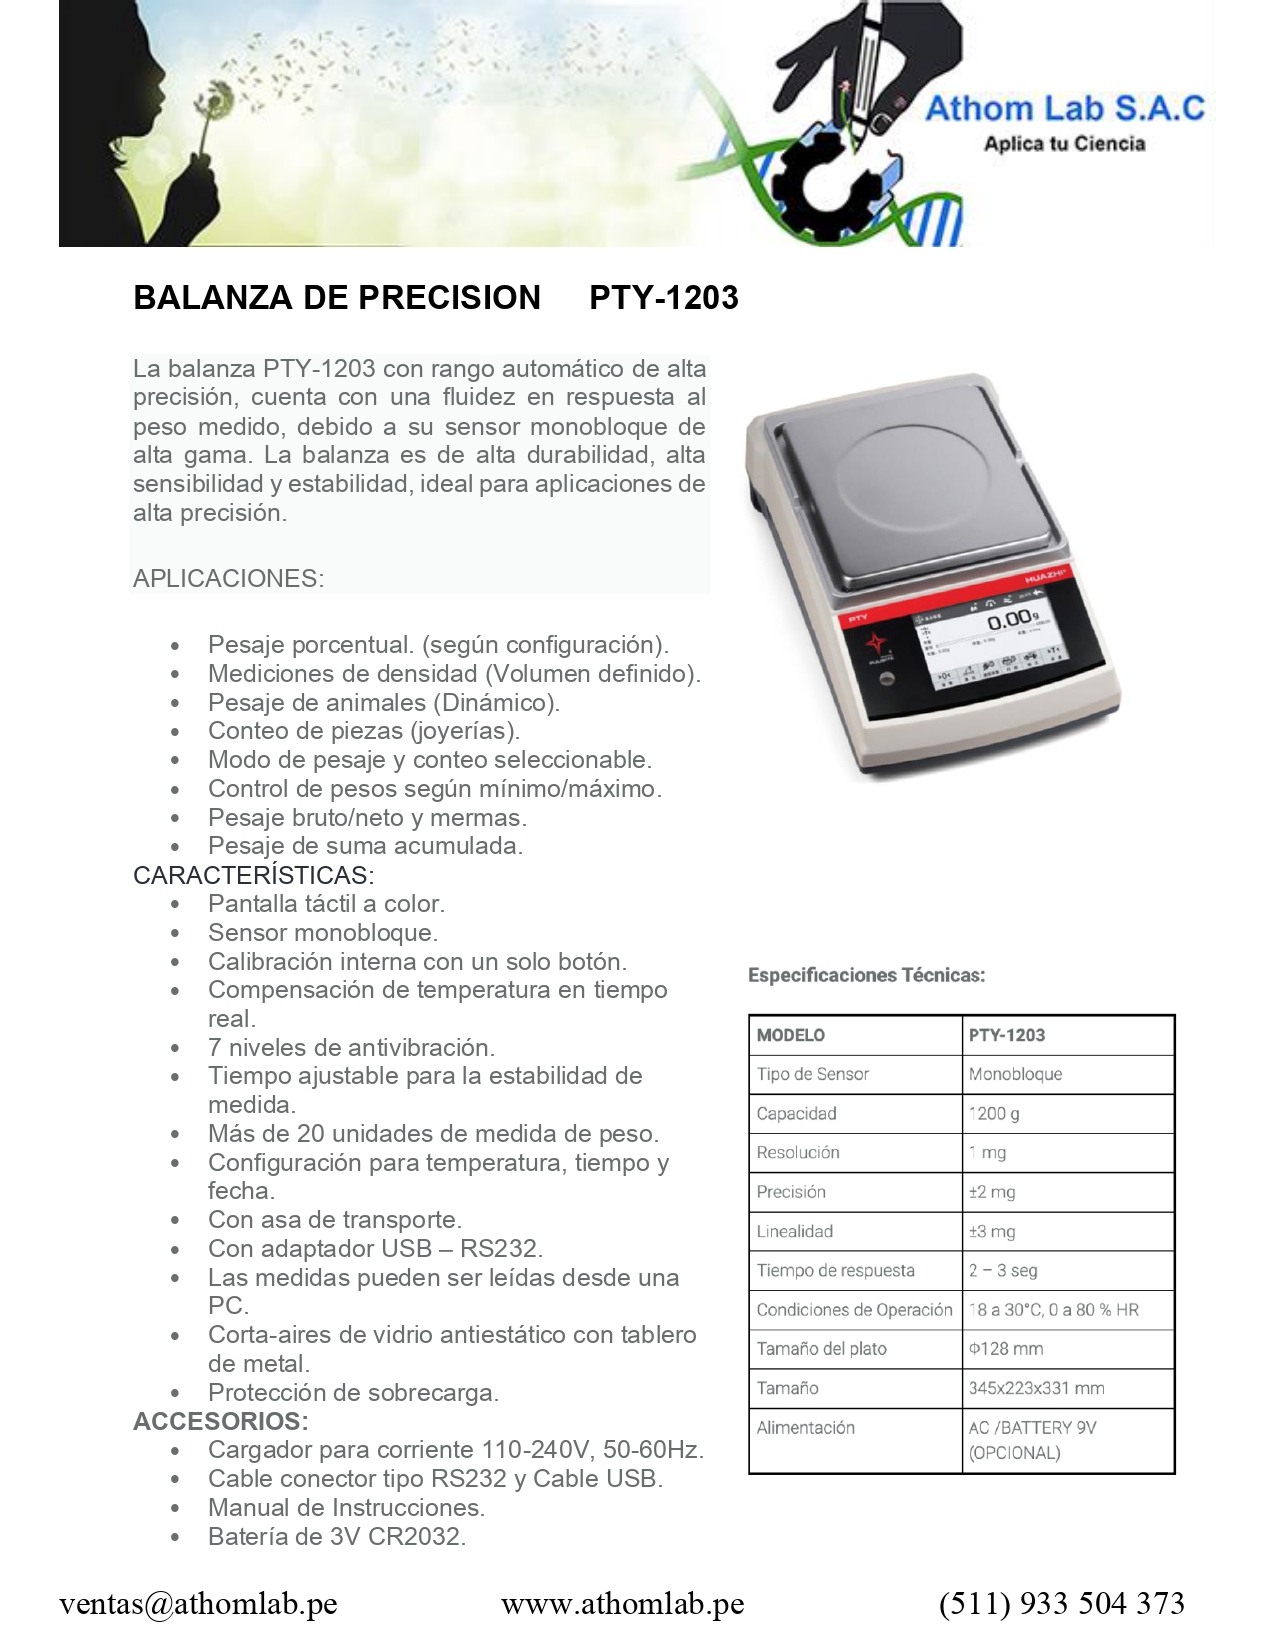 Athom Lab S.A.C
Aplica tu Ciencia
BALANZA DE PRECISION PTY-1203
La balanza PTY-1203 con rango automático de alta
precisión, cuenta con una fluidez en respuesta al
peso medido, debido a su sensor monobloque de
alta gama. La balanza es de alta durabilidad, alta
sensibilidad y estabilidad, ideal para aplicaciones de
alta precisión.
APLICACIONES:
• Pesaje porcentual. (según configuración).
• Mediciones de densidad (Volumen definido).
• Pesaje de animales (Dinámico).
• Conteo de piezas (joyerías).
• Modo de pesaje y conteo seleccionable.
• Control de pesos según mínimo/máximo.
• Pesaje bruto/neto y mermas.
• Pesaje de suma acumulada.
CARACTERÍSTICAS:
• Pantalla táctil a color.
• Sensor monobloque.
• Calibración interna con un solo botón.
• Compensación de temperatura en tiempo
real.
• 7 niveles de antivibración.
• Tiempo ajustable para la estabilidad de
medida.
• Más de 20 unidades de medida de peso.
• Configuración para temperatura, tiempo y
fecha.
• Con asa de transporte.
• Con adaptador USB – RS232.
• Las medidas pueden ser leídas desde una
PC.
• Corta-aires de vidrio antiestático con tablero
de metal.
• Protección de sobrecarga.
ACCESORIOS:
• Cargador para corriente 110-240V, 50-60Hz.
• Cable conector tipo RS232 y Cable USB.
• Manual de Instrucciones.
• Batería de 3V CR2032.
HUAZHI
PTY
0.00g
Especificaciones Técnicas:
MODELO PTY-1203
Tipo de Sensor Monobloque
Capacidad 1200 g
Resolución 1 mg
Precisión ±2 mg
Linealidad ±3 mg
Tiempo de respuesta 2 – 3 seg
Condiciones de Operación 18 a 30°C, 0 a 80 % HR
Tamaño del plato Φ128 mm
Tamaño 345x223x331 mm
Alimentación AC /BATTERY 9V
(OPCIONAL)
ventas@athomlab.pe www.athomlab.pe (511) 933 504 373